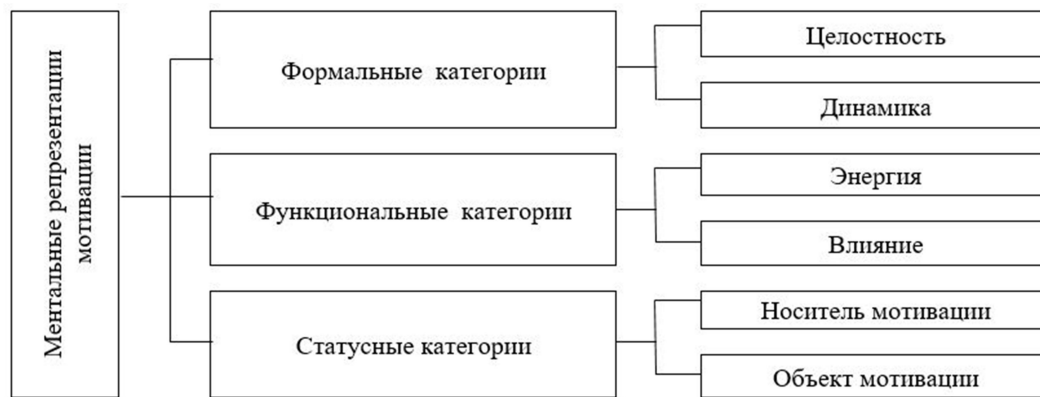 Ментальные репрезентации
мотивации
Формальные категории
Целостность
Динамика
Функциональные категории
Энергия
Влияние
Статусные категории
Носитель мотивации
Объект мотивации